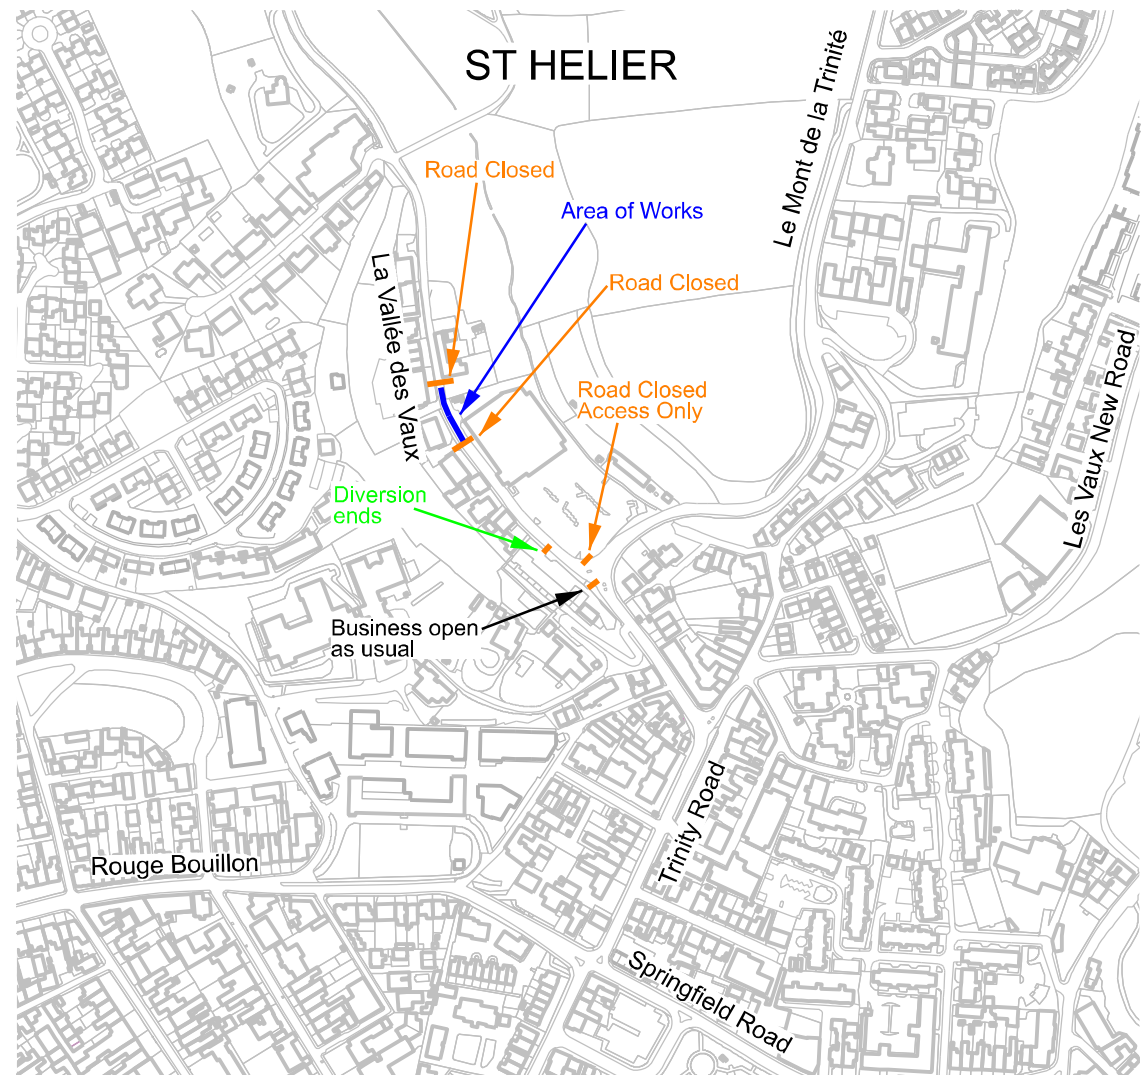 ST HELIER
Le Mont de la Trinité
Road Closed
Area of Works
La Vallée des Vaux
Road Closed
Les Vaux New Road
Road Closed
Access Only
Diversion
ends
Business open
as usual
Trinity Road
Rouge Bouillon
Springfield Road